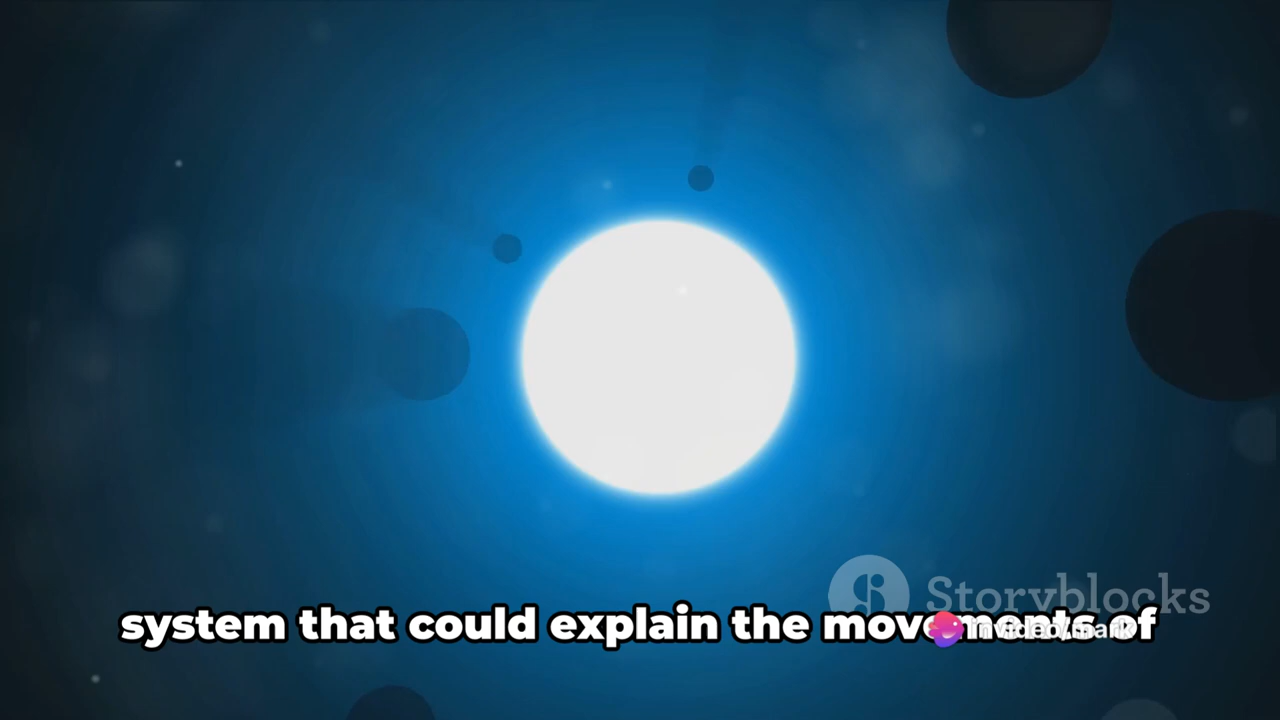 Storyblocks
system that could explain the movements of